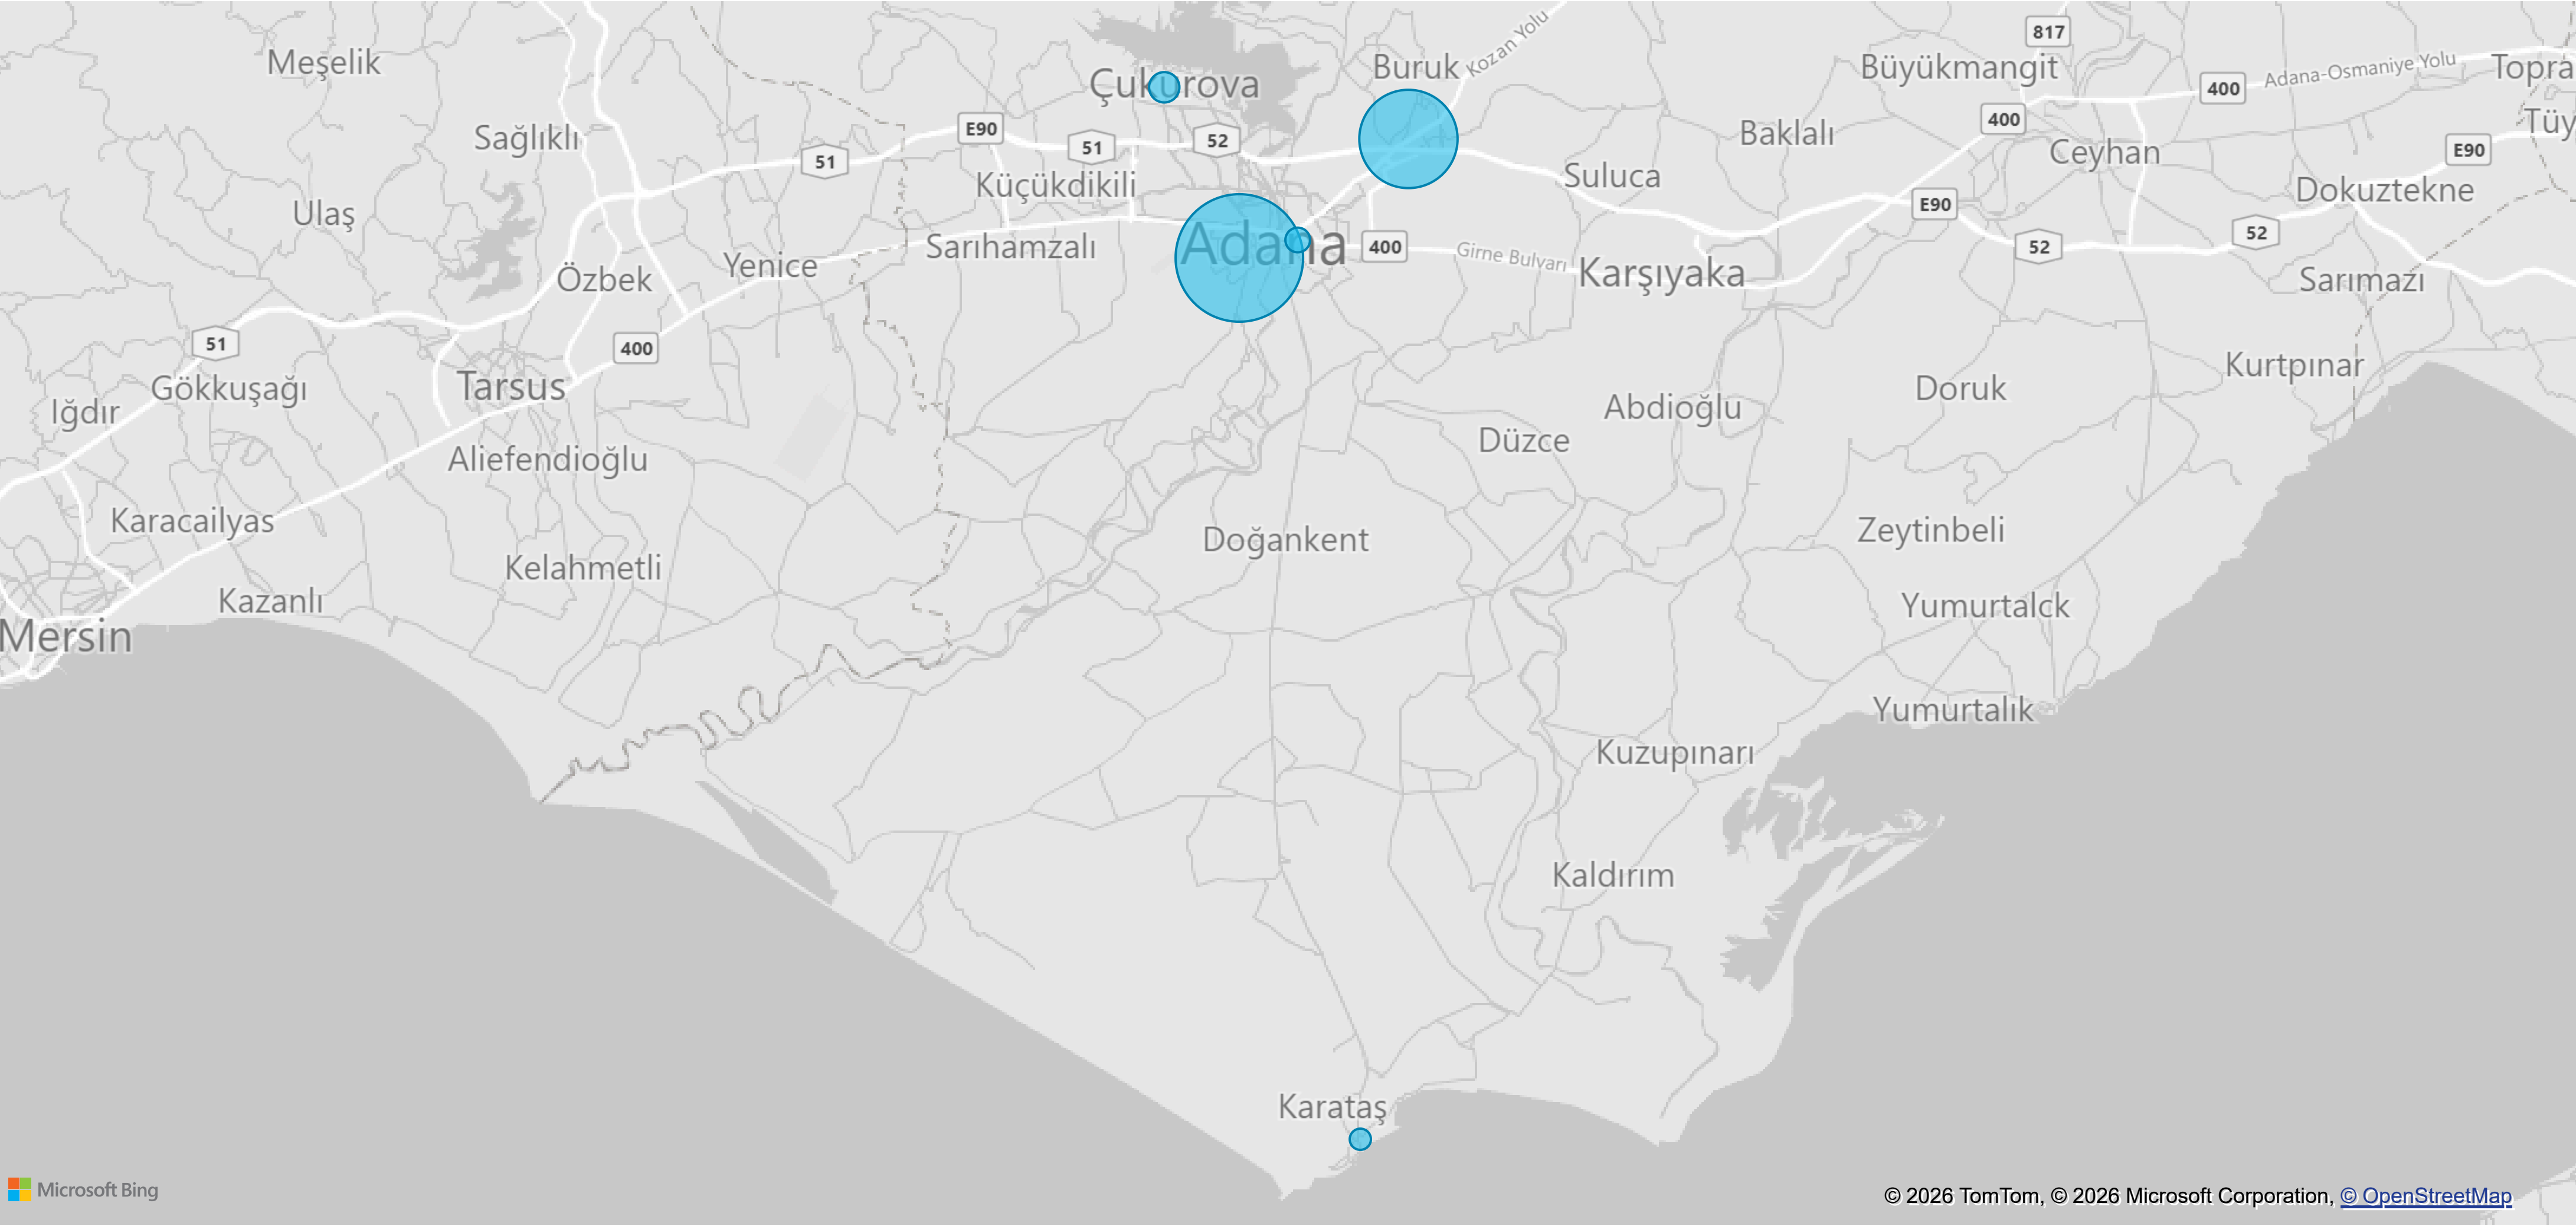 817
Meşelik
Çukurova
Buruk
Kozan Yolu
Büyükmangit
Adana-Osmaniye Yolu
400
Topra
Sağlıklı
E90
51
52
51
Baklalı
400
Ceyhan
E90
Tüy
Küçükdikili
Suluca
Dokuztekne
Ulaş
E90
52
Sarıhamzalı
Adana
400
Girne Bulvarı
52
Yenice
Özbek
Karşıyaka
Sarımazı
51
400
Kurtpınar
Gökkuşağı
Tarsus
Doruk
Iğdır
Abdioğlu
Düzce
Aliefendioğlu
Karacailyas
Doğankent
Zeytinbeli
Kelahmetli
Kazanlı
Yumurtalck
Mersin
Yumurtalık
Kuzupınarı
Kaldırım
Karataş
Microsoft Bing
© 2026 TomTom, © 2026 Microsoft Corporation, © OpenStreetMap